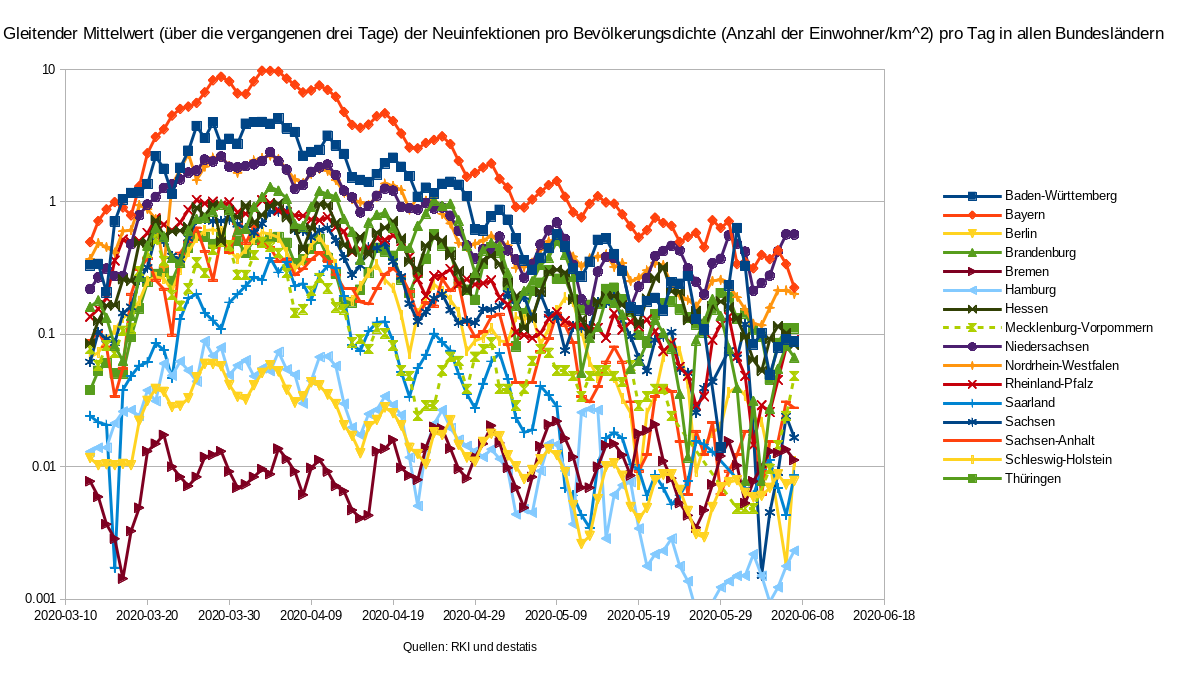 Gleitender Mittelwert (über die vergangenen drei Tage) der Neuinfektionen pro Bevölkerungsdichte (Anzahl der Einwohner/km^2) pro Tag in allen Bundesländern
10
1
0.1
0.01
0.001
2020-03-10 2020-03-20 2020-03-30 2020-04-09 2020-04-19 2020-04-29 2020-05-09 2020-05-19 2020-05-29 2020-06-08 2020-06-18
Quellen: RKI und destatis
Baden-Württemberg
Bayern
Berlin
Brandenburg
Bremen
Hamburg
Hessen
Mecklenburg-Vorpommern
Niedersachsen
Nordrhein-Westfalen
Rheinland-Pfalz
Saarland
Sachsen
Sachsen-Anhalt
Schleswig-Holstein
Thüringen